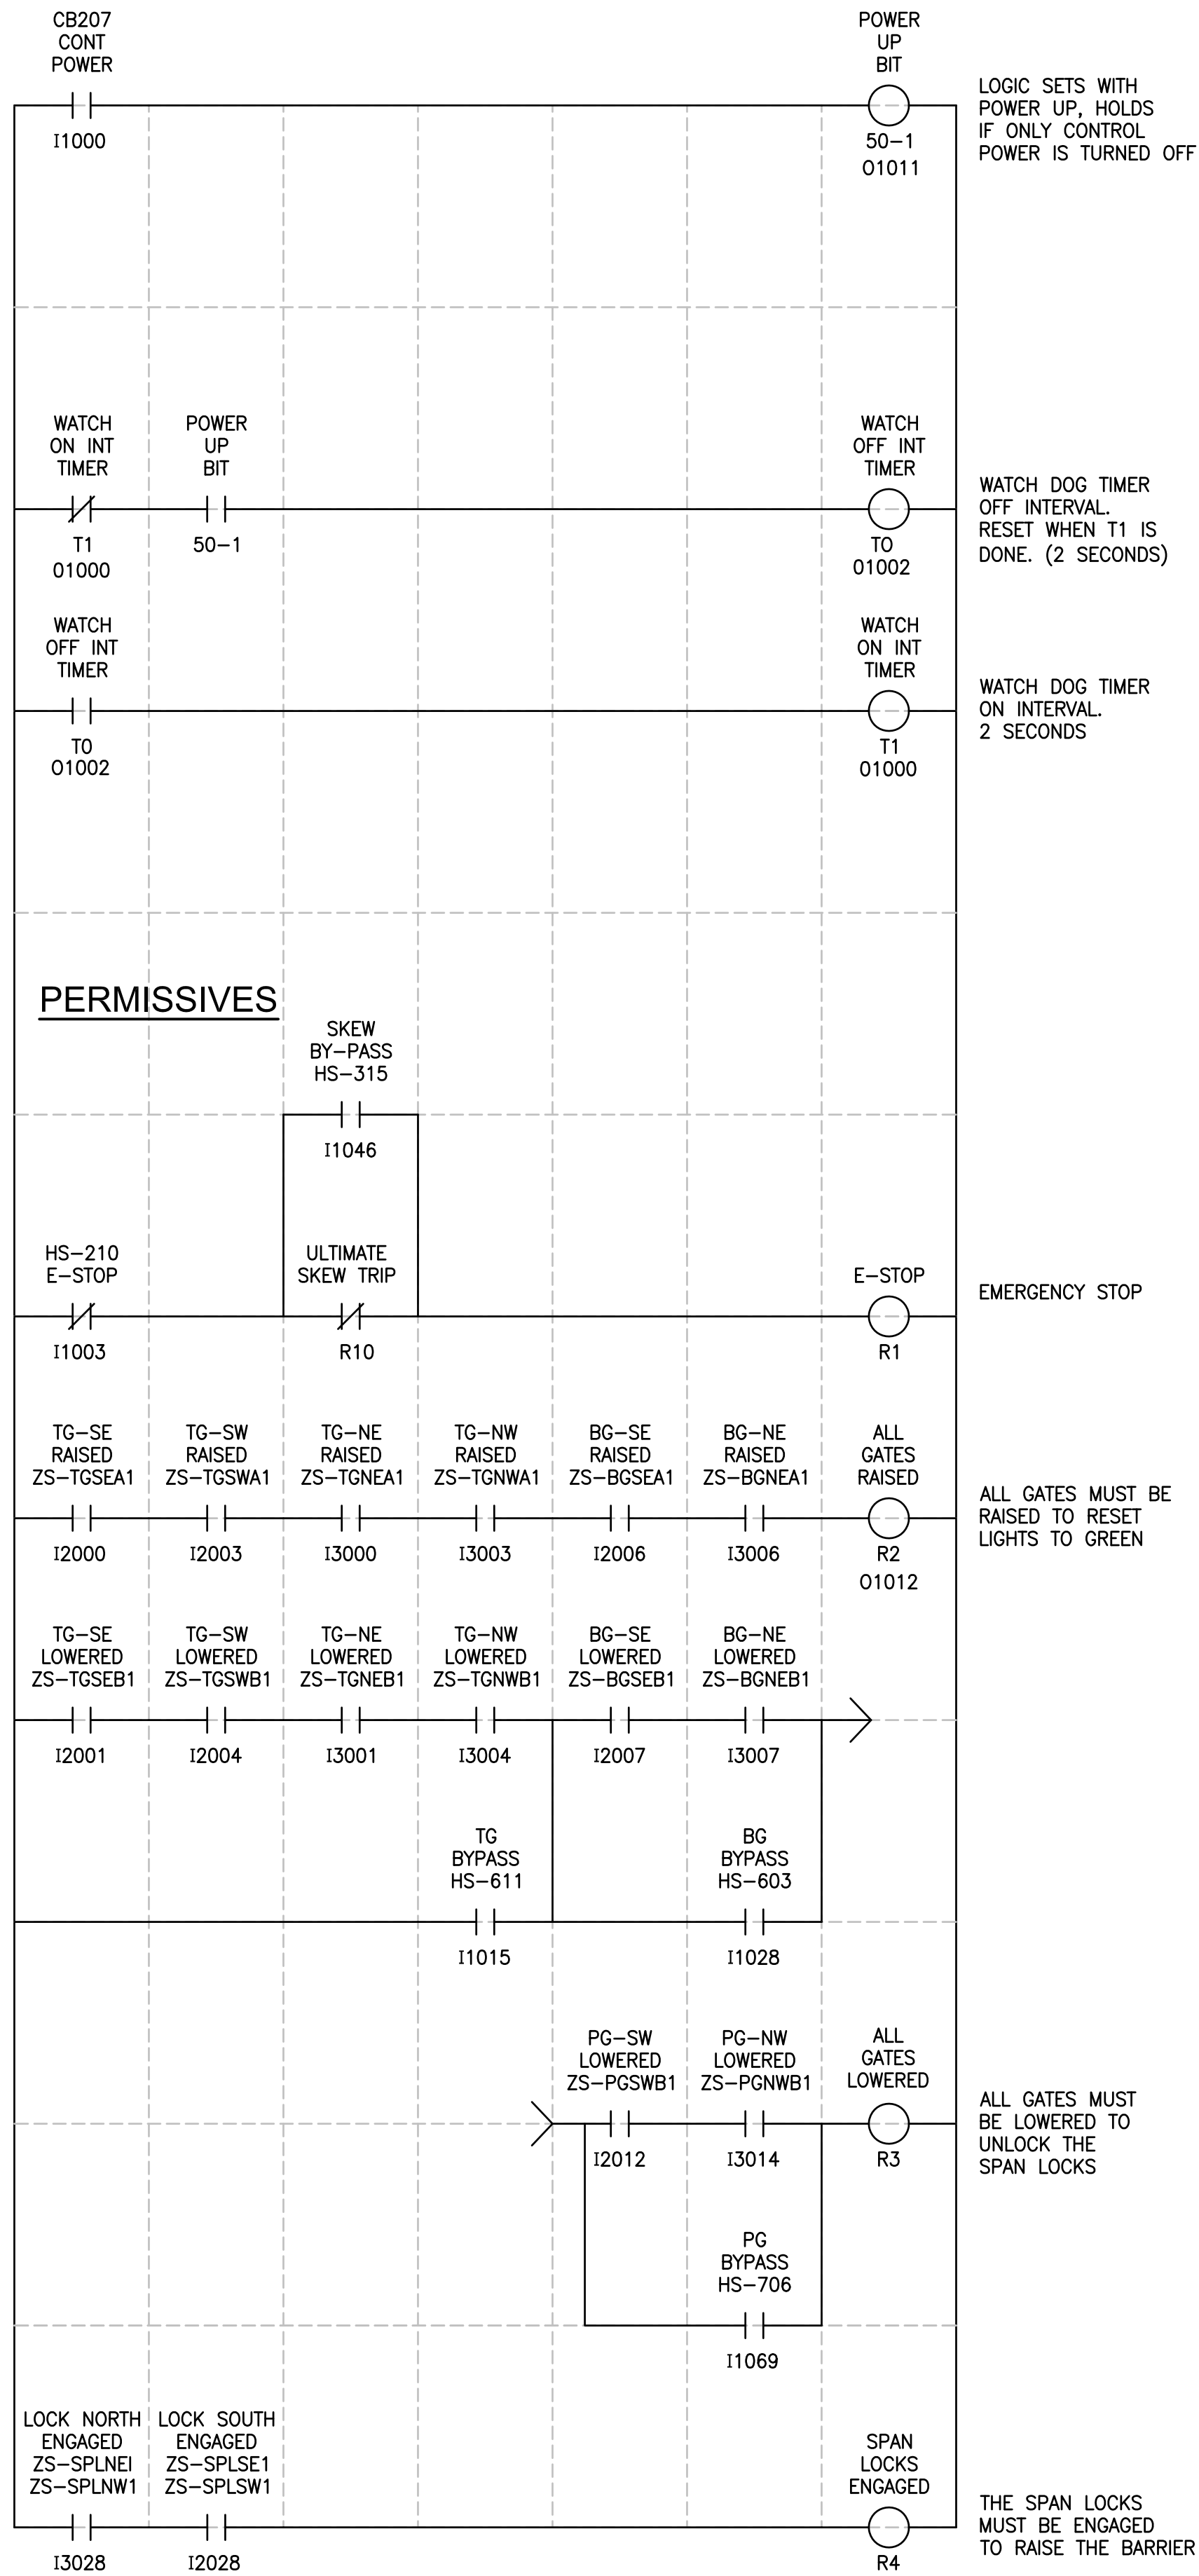 CB207
CONT
POWER
POWER
UP
BIT
I1000
50-1
O1011
LOGIC SETS WITH
POWER UP, HOLDS
IF ONLY CONTROL
POWER IS TURNED OFF
WATCH
ON INT
TIMER
POWER
UP
BIT
WATCH
OFF INT
TIMER
T1
O1000
50-1
T0
O1002
WATCH DOG TIMER
OFF INTERVAL.
RESET WHEN T1 IS
DONE. (2 SECONDS)
WATCH
OFF INT
TIMER
WATCH
ON INT
TIMER
T0
O1002
T1
O1000
WATCH DOG TIMER
ON INTERVAL.
2 SECONDS
PERMISSIVES
SKEW
BY-PASS
HS-315
I1046
HS-210
E-STOP
ULTIMATE
SKEW TRIP
E-STOP
I1003
R10
R1
EMERGENCY STOP
TG-SE
RAISED
ZS-TGSEA1
TG-SW
RAISED
ZS-TGSWA1
TG-NE
RAISED
ZS-TGNEA1
TG-NW
RAISED
ZS-TGNWA1
BG-SE
RAISED
ZS-BGSEA1
BG-NE
RAISED
ZS-BGNEA1
ALL
GATES
RAISED
I2000
I2003
I3000
I3003
I2006
I3006
R2
O1012
ALL GATES MUST BE
RAISED TO RESET
LIGHTS TO GREEN
TG-SE
LOWERED
ZS-TGSEB1
TG-SW
LOWERED
ZS-TGSWB1
TG-NE
LOWERED
ZS-TGNEB1
TG-NW
LOWERED
ZS-TGNWB1
BG-SE
LOWERED
ZS-BGSEB1
BG-NE
LOWERED
ZS-BGNEB1
I2001
I2004
I3001
I3004
I2007
I3007
TG
BYPASS
HS-611
BG
BYPASS
HS-603
I1015
I1028
PG-SW
LOWERED
ZS-PGSWB1
PG-NW
LOWERED
ZS-PGNWB1
ALL
GATES
LOWERED
I2012
I3014
R3
ALL GATES MUST
BE LOWERED TO
UNLOCK THE
SPAN LOCKS
PG
BYPASS
HS-706
I1069
LOCK NORTH
ENGAGED
ZS-SPLNEI
ZS-SPLNW1
LOCK SOUTH
ENGAGED
ZS-SPLSE1
ZS-SPLSW1
SPAN
LOCKS
ENGAGED
I3028
I2028
R4
THE SPAN LOCKS
MUST BE ENGAGED
TO RAISE THE BARRIER